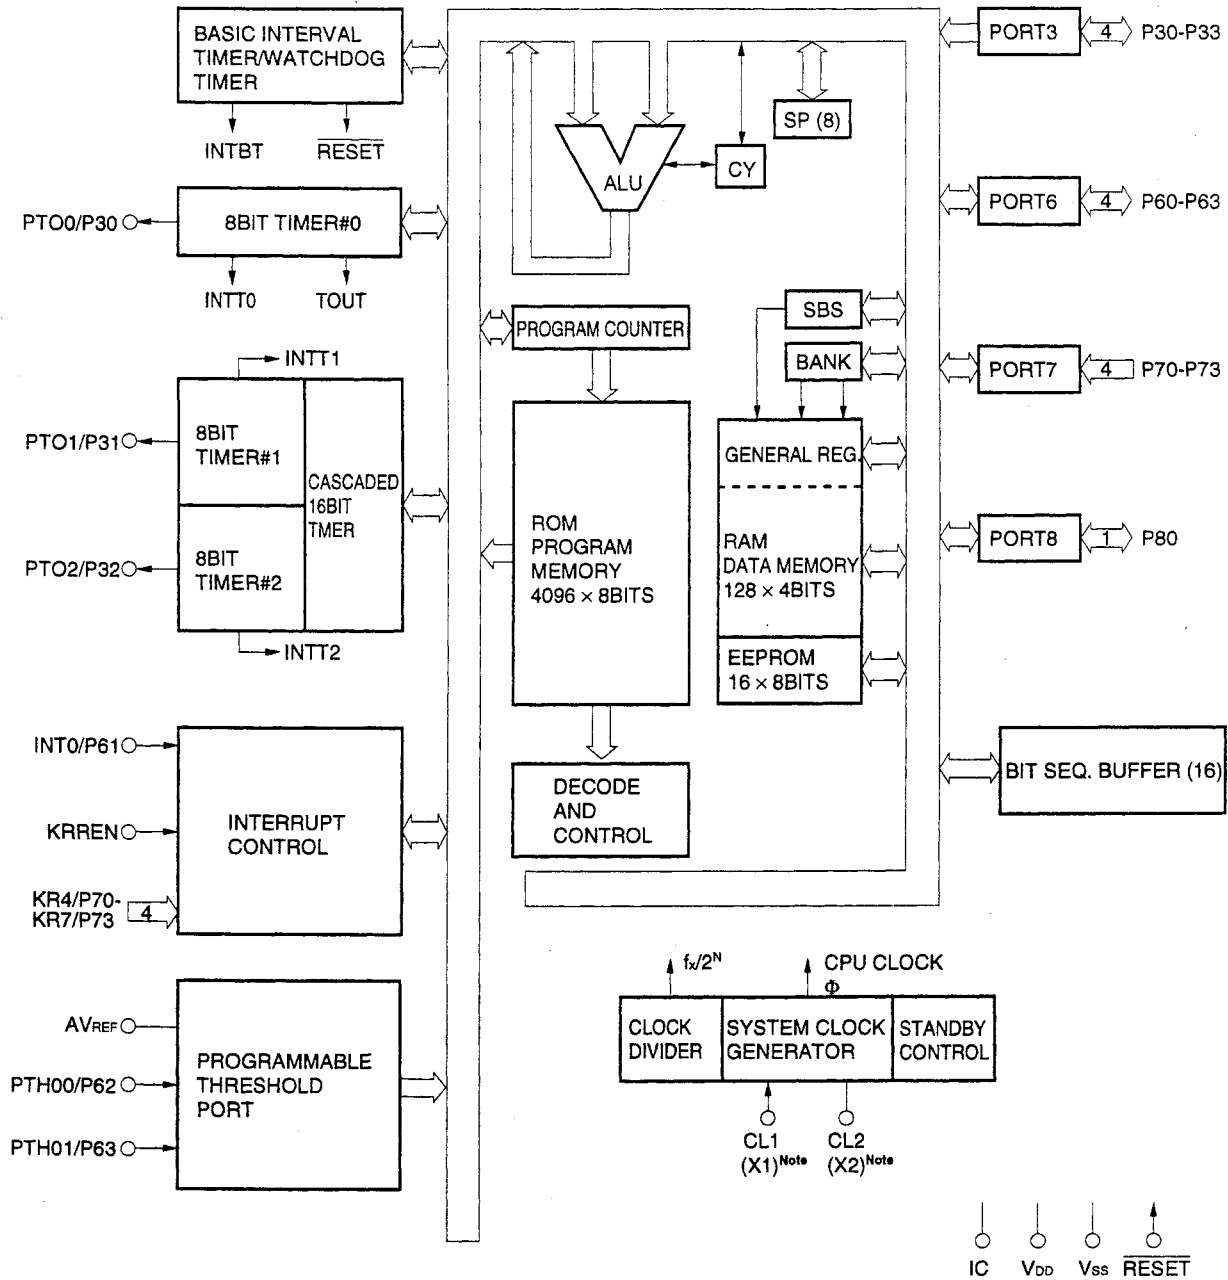 BASIC INTERVAL
TIMER/WATCHDOG
TIMER
INTBT
RESET
PTO0/P30
8BIT TIMER#0
INTT0
TOUT
INTT1
PTO1/P31
8BIT
TIMER#1
CASCADED
16BIT
TMER
PTO2/P32
8BIT
TIMER#2
INTT2
INT0/P61
KRREN
KR4/P70-
KR7/P73
4
INTERRUPT
CONTROL
AVREF
PTH00/P62
PTH01/P63
PROGRAMMABLE
THRESHOLD
PORT
ALU
CY
SP (8)
PROGRAM COUNTER
ROM
PROGRAM
MEMORY
4096 × 8BITS
DECODE
AND
CONTROL
SBS
BANK
GENERAL REG.
RAM
DATA MEMORY
128 × 4BITS
EEPROM
16 × 8BITS
PORT3
4
P30-P33
PORT6
4
P60-P63
PORT7
4
P70-P73
PORT8
1
P80
BIT SEQ. BUFFER (16)
fx/2N
CPU CLOCK
Φ
CLOCK
DIVIDER
SYSTEM CLOCK
GENERATOR
STANDBY
CONTROL
CL1
(X1)Note
CL2
(X2)Note
IC
VDD
VSS
RESET